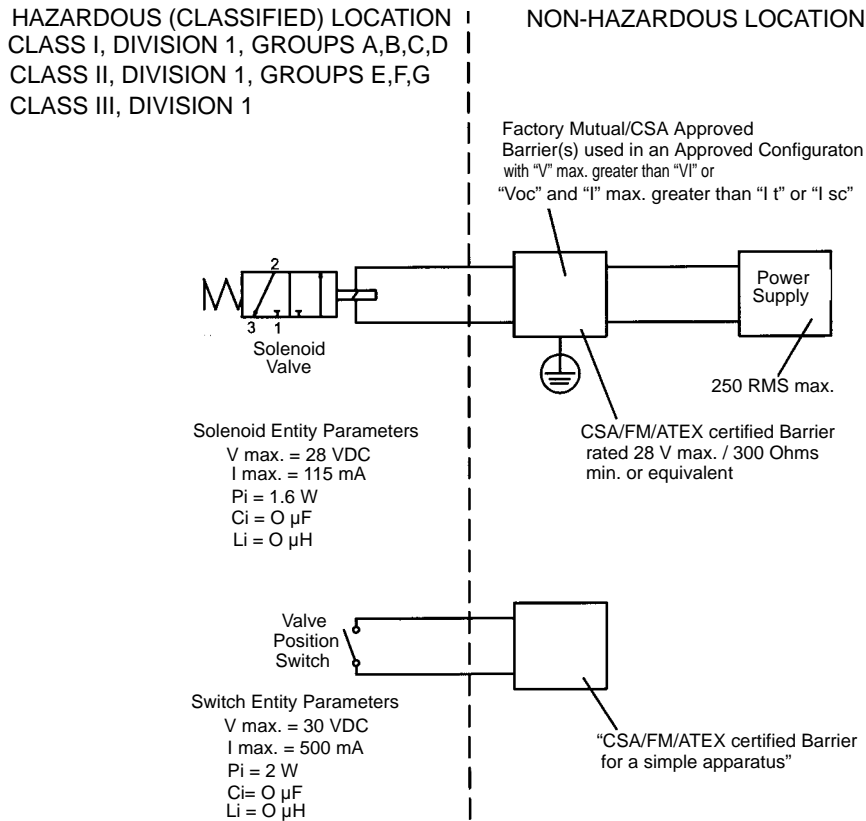 HAZARDOUS (CLASSIFIED) LOCATION
CLASS I, DIVISION 1, GROUPS A,B,C,D
CLASS II, DIVISION 1, GROUPS E,F,G
CLASS III, DIVISION 1
NON-HAZARDOUS LOCATION
Factory Mutual/CSA Approved
Barrier(s) used in an Approved Configuraton
with “V” max. greater than “VI” or
“Voc” and “I” max. greater than “I t” or “I sc”
2
3 1
Solenoid
Valve
Power
Supply
250 RMS max.
CSA/FM/ATEX certified Barrier
rated 28 V max. / 300 Ohms
min. or equivalent
Solenoid Entity Parameters
V max. = 28 VDC
I max. = 115 mA
Pi = 1.6 W
Ci = O µF
Li = O µH
Valve
Position
Switch
Switch Entity Parameters
V max. = 30 VDC
I max. = 500 mA
Pi = 2 W
Ci= O µF
Li = O µH
“CSA/FM/ATEX certified Barrier
for a simple apparatus”